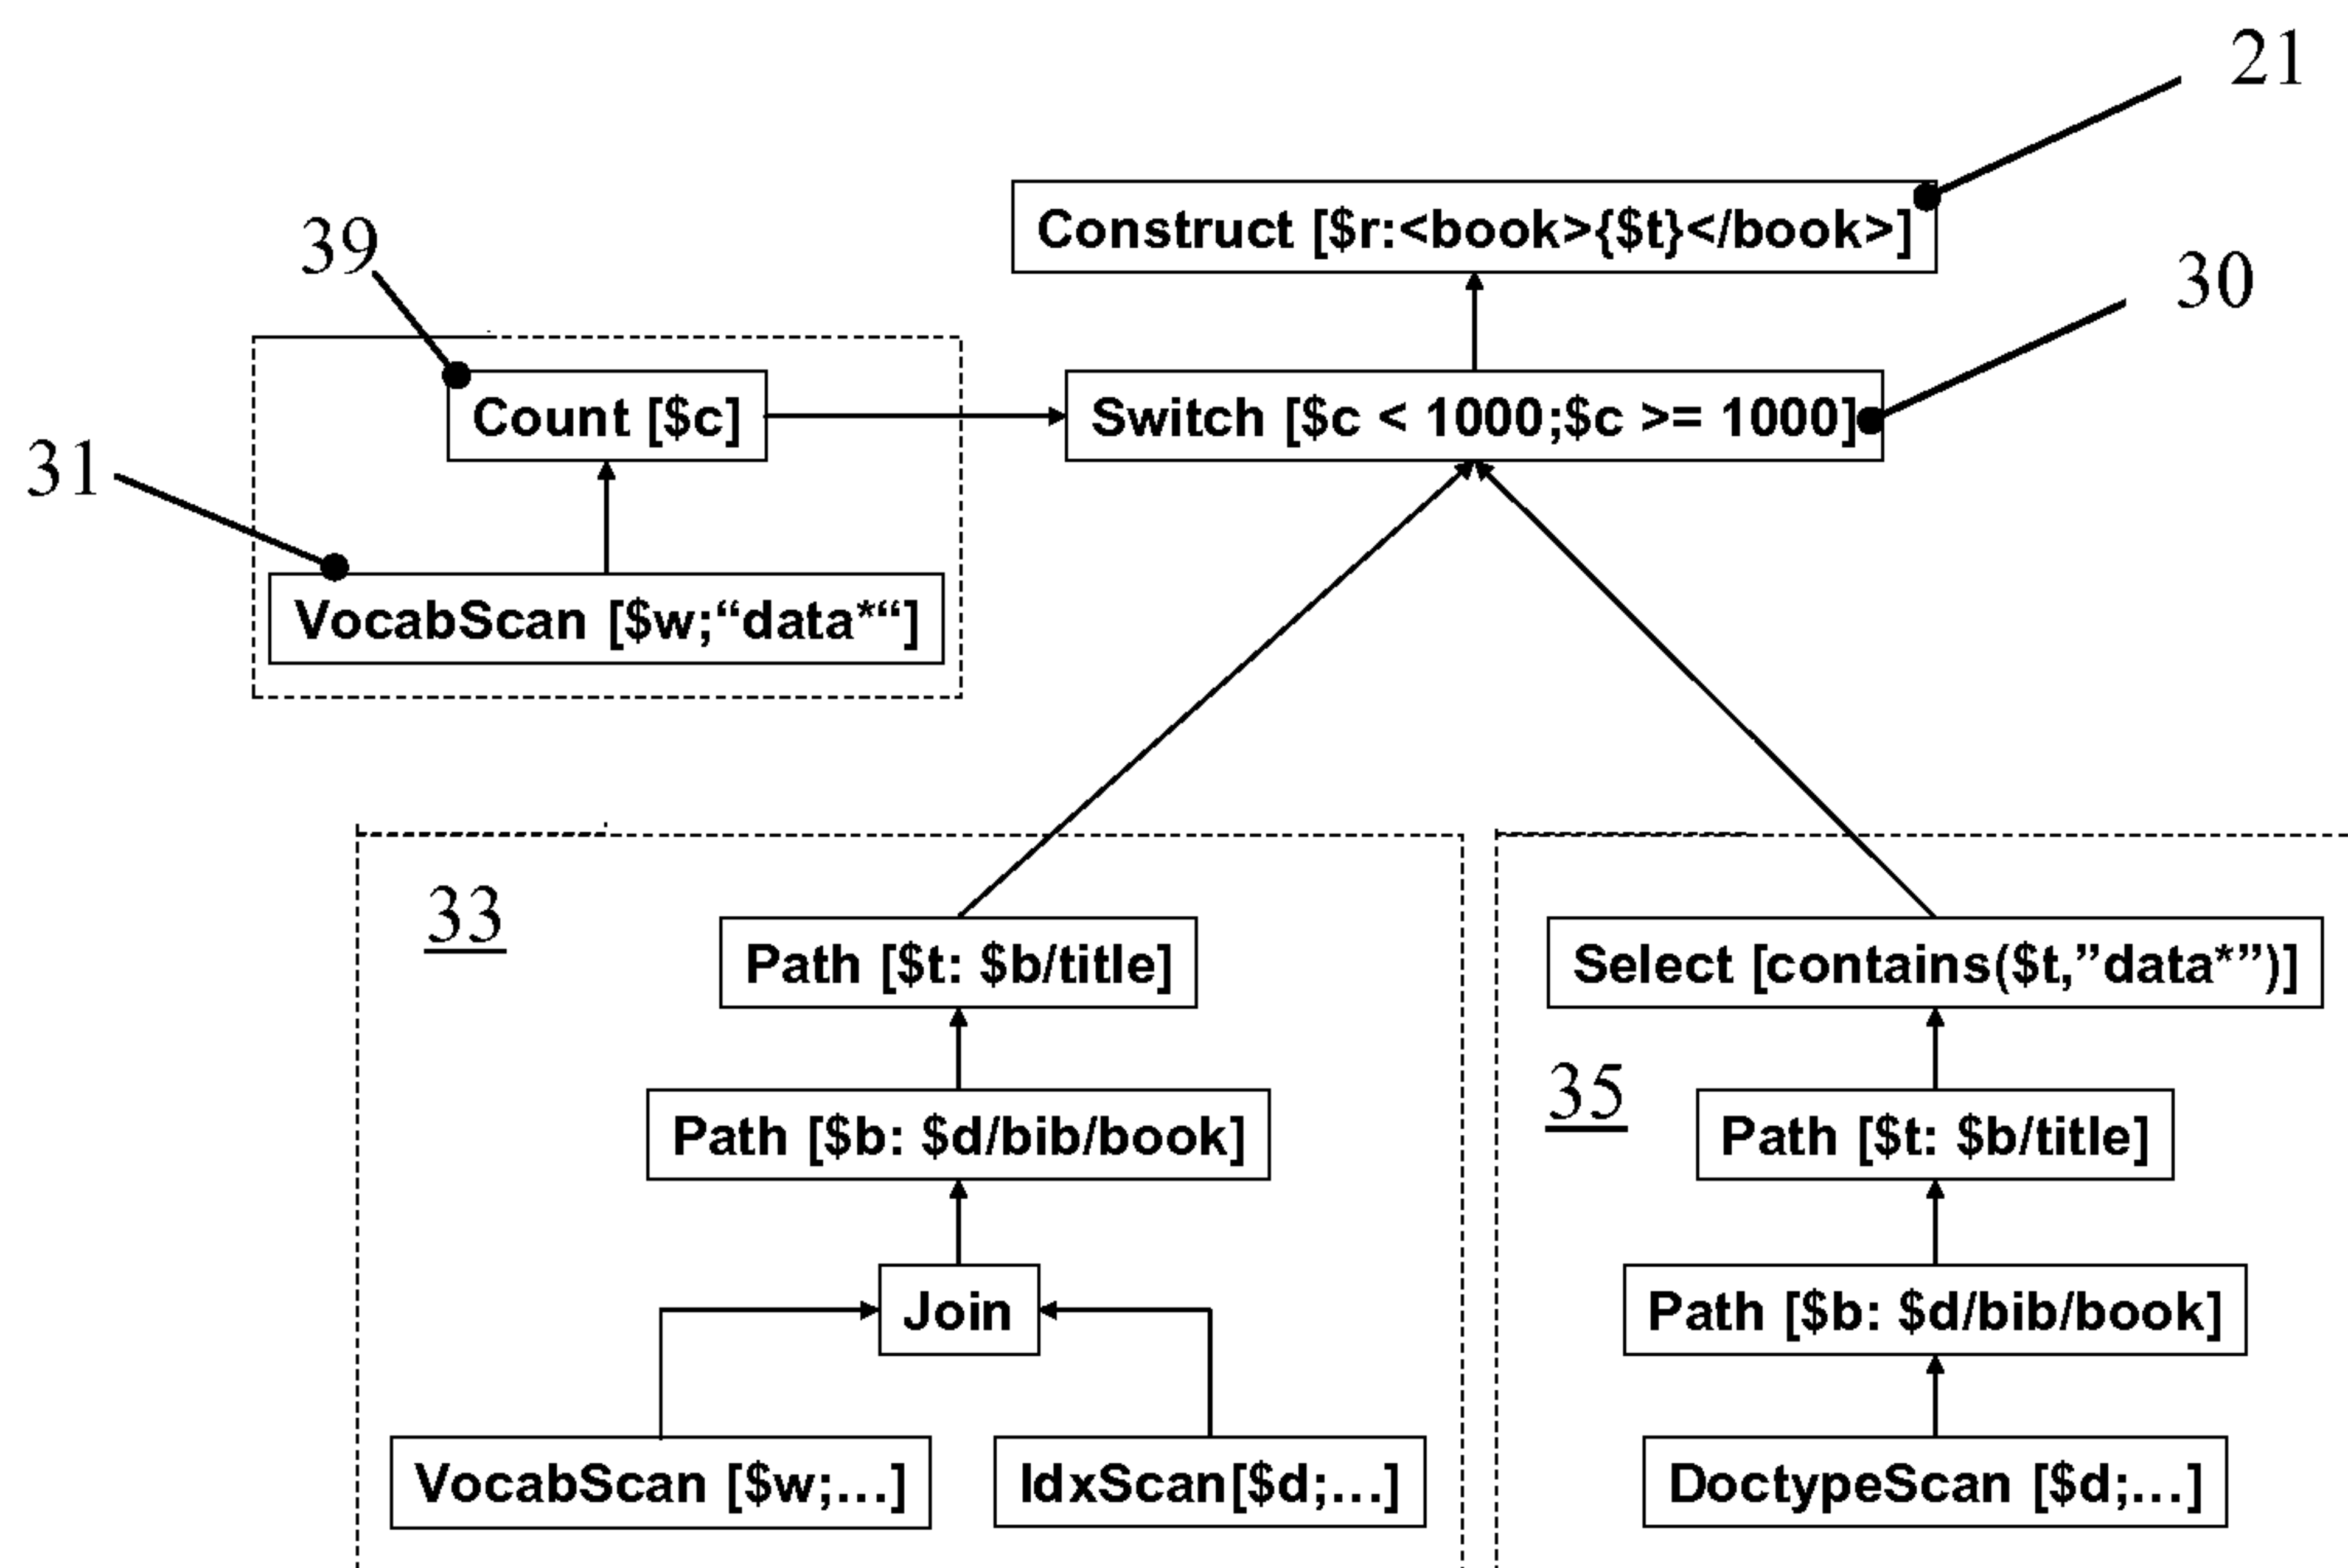 21
Construct [$r:<book>{$t}</book>]
39
30
Count [$c]
Switch [$c < 1000;$c >= 1000]
31
VocabScan [$w;“data*“]
33
Path [$t: $b/title]
Select [contains($t,”data*”)]
35
Path [$b: $d/bib/book]
Path [$t: $b/title]
Join
Path [$b: $d/bib/book]
VocabScan [$w;...]
IdxScan[$d;...]
DoctypeScan [$d;...]